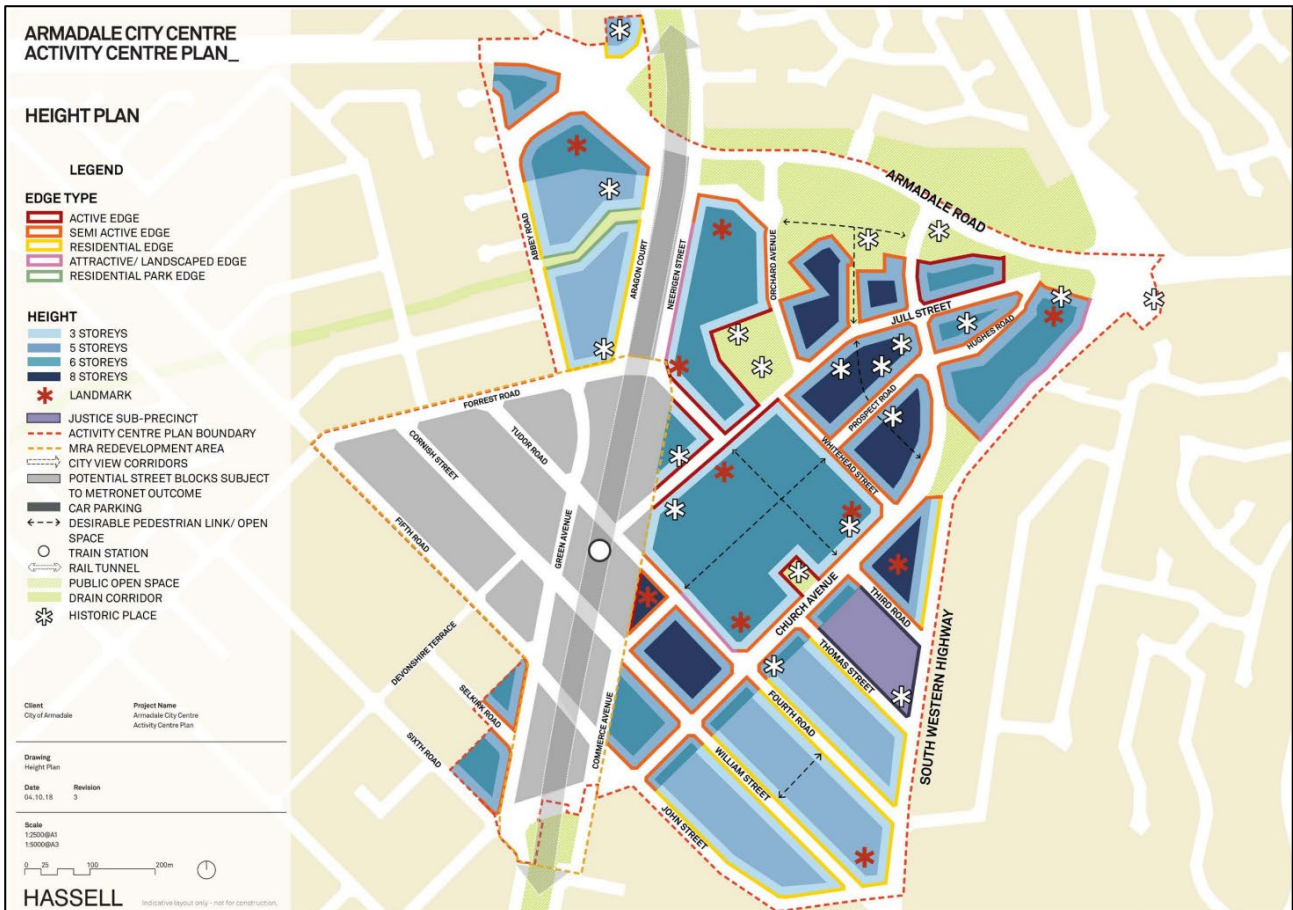 ARMADALE CITY CENTRE
ACTIVITY CENTRE PLAN_
HEIGHT PLAN
LEGEND
EDGE TYPE
ACTIVE EDGE
SEMI ACTIVE EDGE
RESIDENTIAL EDGE
ATTRACTIVE/ LANDSCAPED EDGE
RESIDENTIAL PARK EDGE
HEIGHT
3 STOREYS
5 STOREYS
6 STOREYS
8 STOREYS
LANDMARK
JUSTICE SUB-PRECINCT
ACTIVITY CENTRE PLAN BOUNDARY
MRA REDEVELOPMENT AREA
CITY VIEW CORRIDORS
POTENTIAL STREET BLOCKS SUBJECT
TO METRONET OUTCOME
CAR PARKING
DESIRABLE PEDESTRIAN LINK/ OPEN
SPACE
TRAIN STATION
RAIL TUNNEL
PUBLIC OPEN SPACE
DRAIN CORRIDOR
HISTORIC PLACE
Client
City of Armadale
Project Name
Armadale City Centre
Activity Centre Plan
Drawing
Height Plan
Date
04.10.18
Revision
3
Scale
1:2500@A1
1:5000@A3
0 25 100 200m
HASSELL
Indicative layout only - not for construction.
ARMADALE ROAD
ABBEY ROAD
ARAGON COURT
NEERIGEN STREET
ORCHARD AVENUE
JULL STREET
HUGHES ROAD
PROSPECT ROAD
WHITEHEAD STREET
FORREST ROAD
CORNISH STREET
TUDOR ROAD
FIFTH ROAD
GREEN AVENUE
CHURCH AVENUE
THIRD ROAD
THOMAS STREET
SOUTH WESTERN HIGHWAY
DEVONSHIRE TERRACE
SELKIRK ROAD
SIXTH ROAD
COMMERCE AVENUE
FOURTH ROAD
WILLIAM STREET
JOHN STREET